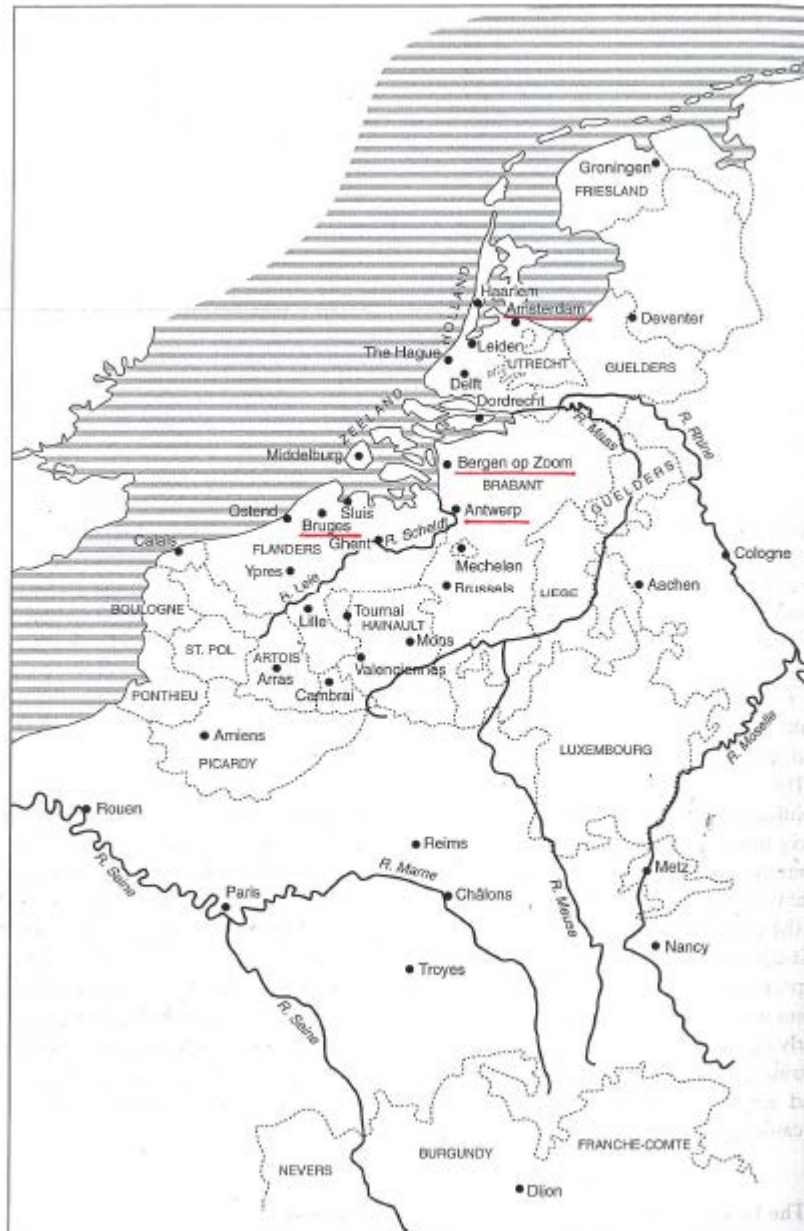 Groningen
FRIESLAND
HOLLAND
Haarlem
Amsterdam
Deventer
Leiden
The Hague
UTRECHT
GUELDERS
Delft
Dordrecht
ZEELAND
R. Maas
R. Rhine
Middelburg
Bergen op Zoom
BRABANT
GUELDERS
Ostend
Sluis
Antwerp
Bruges
R. Scheldt
Calais
FLANDERS
Ghent
Cologne
Mechelen
Ypres
R. Leie
Brussels
Aachen
BOULOGNE
LIEGE
Lille
Tournai
HAINAULT
Mons
ST. POL
ARTOIS
Valenciennes
Arras
PONTHIEU
Cambrai
Amiens
LUXEMBOURG
R. Moselle
PICARDY
Rouen
Reims
R. Seine
R. Marne
Metz
Paris
Châlons
R. Meuse
Nancy
Troyes
R. Seine
BURGUNDY
FRANCHE-COMTE
NEVERS
Dijon